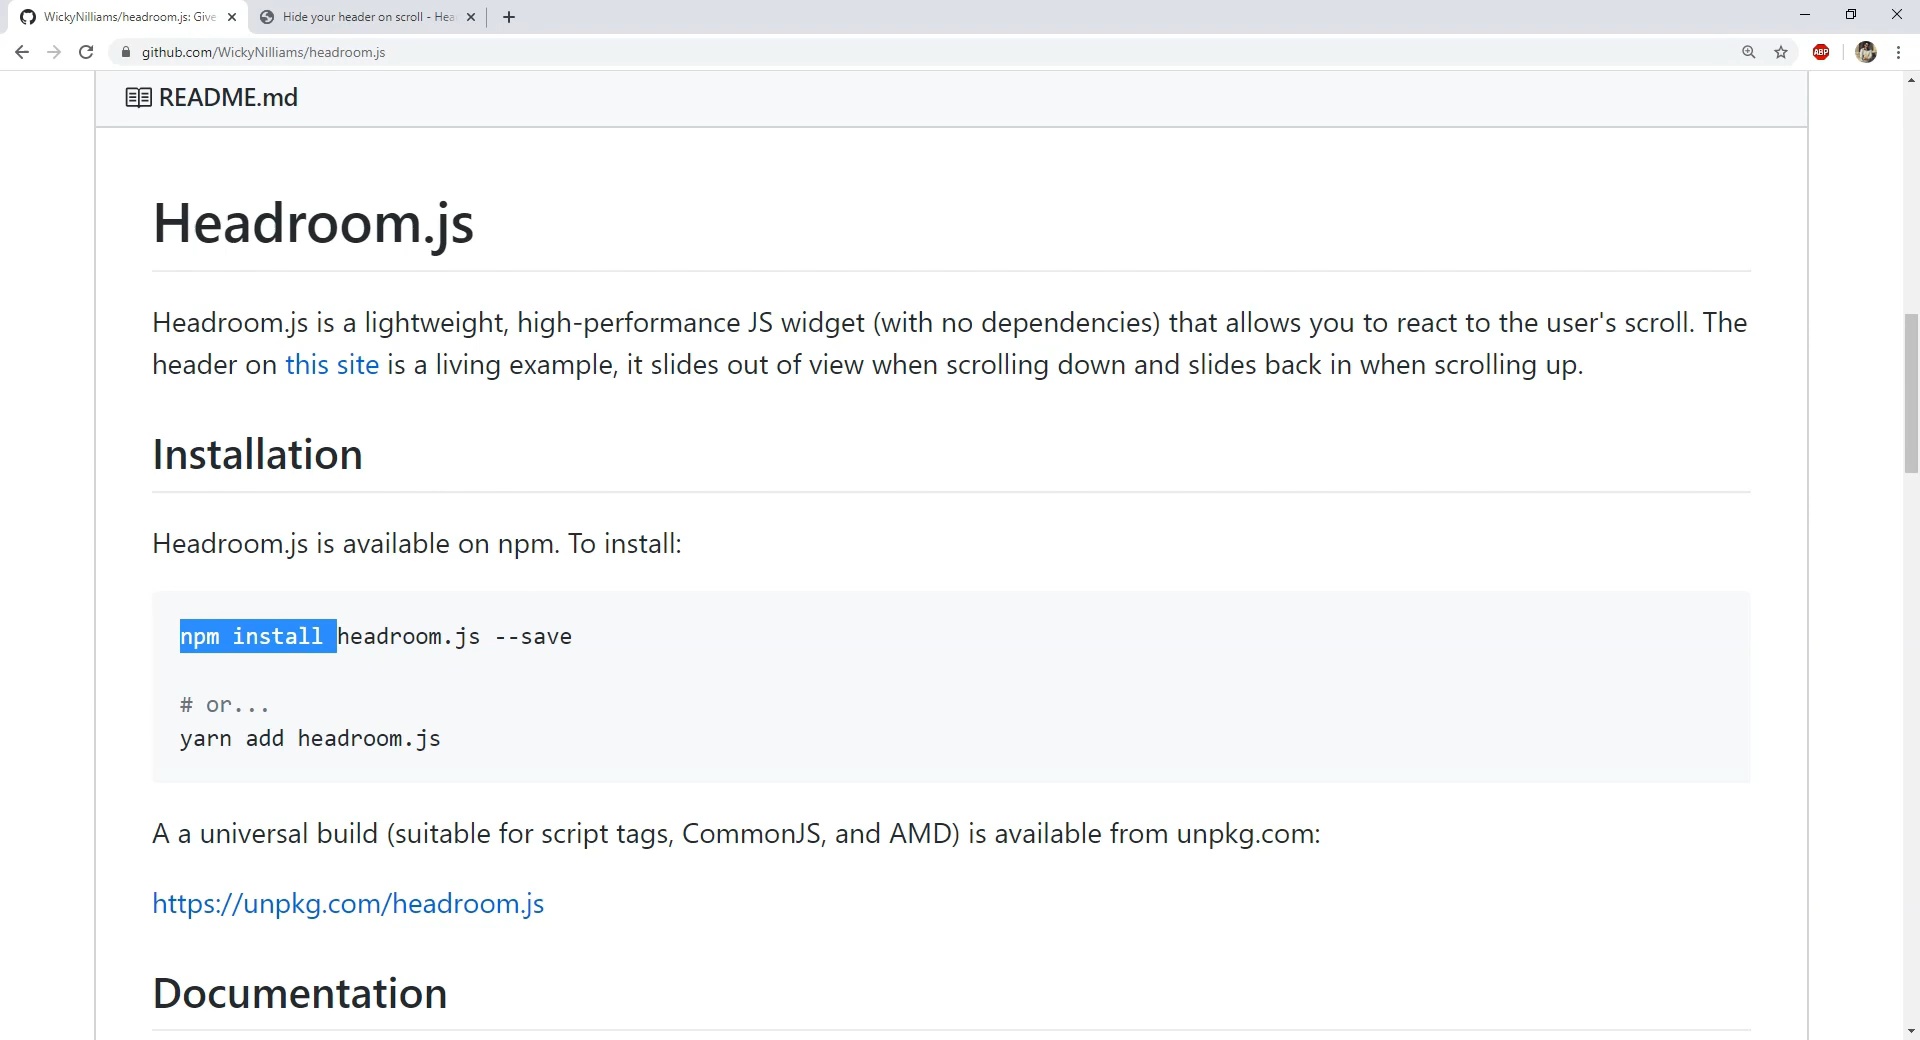 WickyNilliams/headroom.js: Give
Hide your header on scroll - Hea
github.com/WickyNilliams/headroom.js
ABP
README.md
Headroom.js
Headroom.js is a lightweight, high-performance JS widget (with no dependencies) that allows you to react to the user's scroll. The
header on this site is a living example, it slides out of view when scrolling down and slides back in when scrolling up.
Installation
Headroom.js is available on npm. To install:
npm install headroom.js --save
# or...
yarn add headroom.js
A a universal build (suitable for script tags, CommonJS, and AMD) is available from unpkg.com:
https://unpkg.com/headroom.js
Documentation